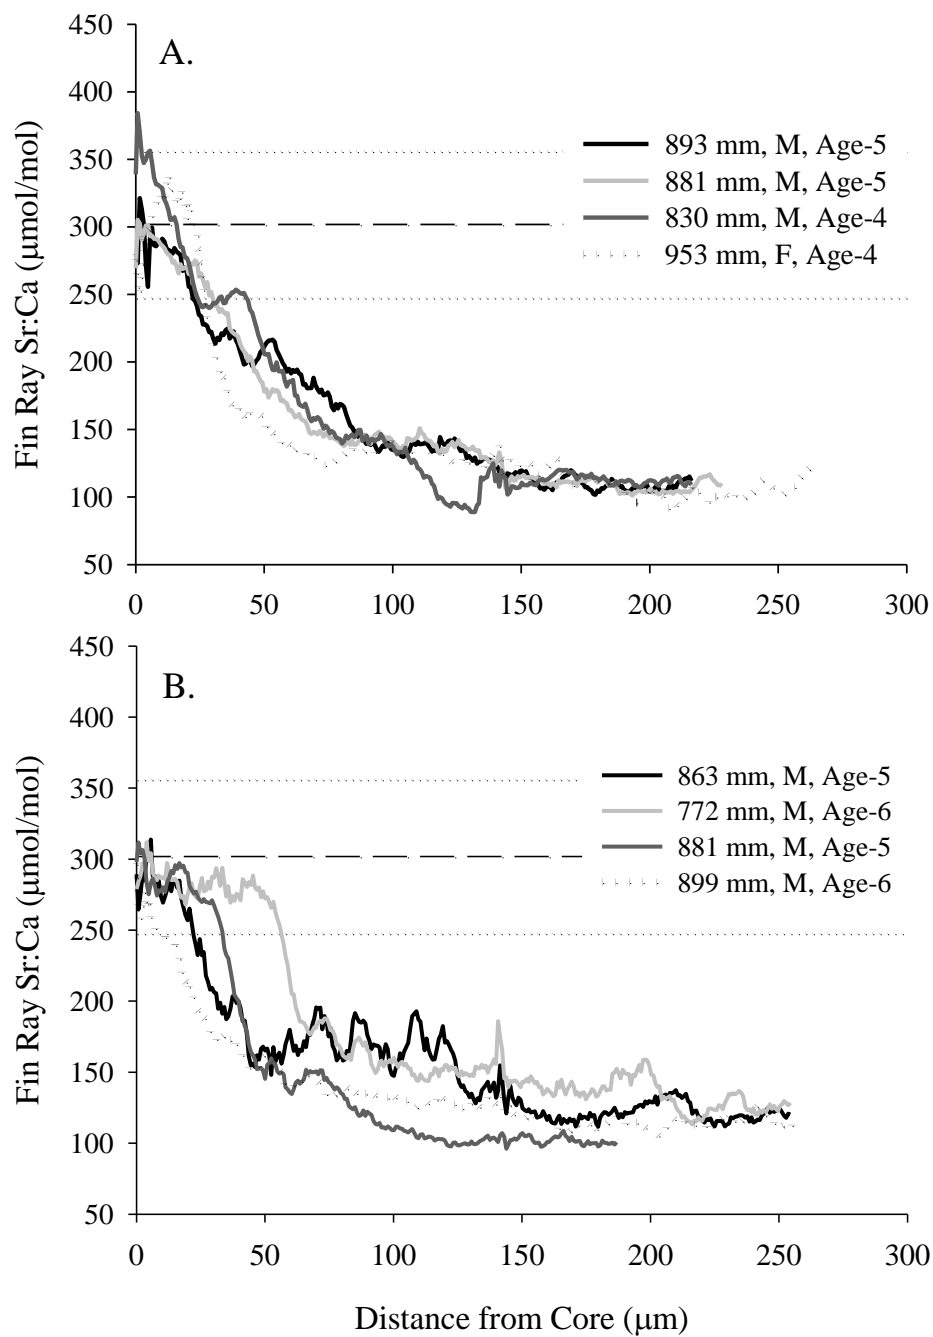 450
A.
400
350
893 mm, M, Age-5
881 mm, M, Age-5
300
830 mm, M, Age-4
953 mm, F, Age-4
250
200
150
100
50
Fin Ray Sr:Ca (μmol/mol)
0 50 100 150 200 250 300
450
B.
400
350
863 mm, M, Age-5
772 mm, M, Age-6
300
881 mm, M, Age-5
899 mm, M, Age-6
250
200
150
100
50
Fin Ray Sr:Ca (μmol/mol)
0 50 100 150 200 250 300
Distance from Core (μm)